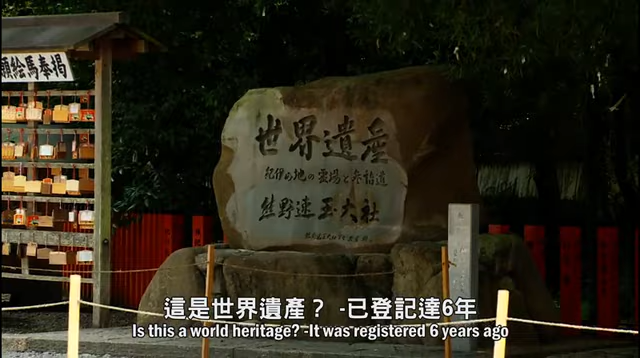 願絵馬奉掲
世界遺産
紀伊山地の霊場と参詣道
熊野速玉大社
這是世界遺產？ -已登記達6年
Is this a world heritage? -It was registered 6 years ago